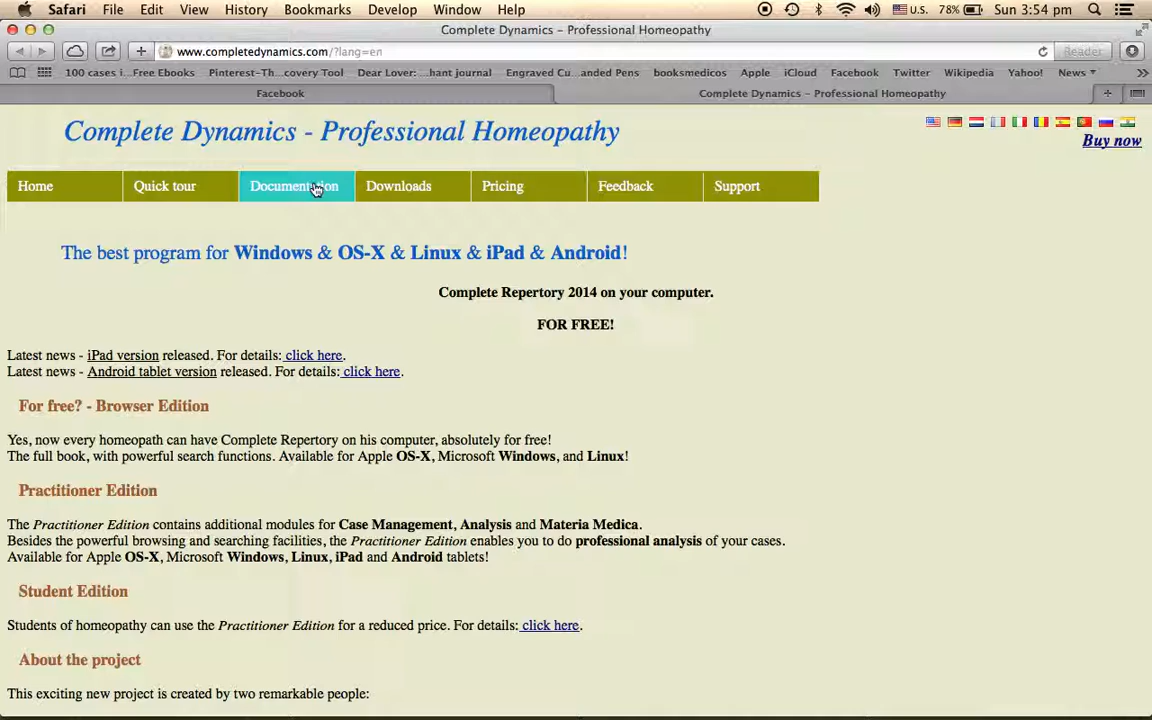 Safari File Edit View History Bookmarks Develop Window Help U.S. 78% Sun 3:54 pm
Complete Dynamics – Professional Homeopathy
www.completedynamics.com/?lang=en Reader
100 cases i...Free Ebooks Pinterest–Th...covery Tool Dear Lover:...hant journal Engraved Cu...anded Pens booksmedicos Apple iCloud Facebook Twitter Wikipedia Yahoo! News
Facebook Complete Dynamics – Professional Homeopathy
Complete Dynamics - Professional Homeopathy
Buy now
Home Quick tour Documentation Downloads Pricing Feedback Support
The best program for Windows & OS-X & Linux & iPad & Android!
Complete Repertory 2014 on your computer.
FOR FREE!
Latest news - iPad version released. For details: click here.
Latest news - Android tablet version released. For details: click here.
For free? - Browser Edition
Yes, now every homeopath can have Complete Repertory on his computer, absolutely for free!
The full book, with powerful search functions. Available for Apple OS-X, Microsoft Windows, and Linux!
Practitioner Edition
The Practitioner Edition contains additional modules for Case Management, Analysis and Materia Medica.
Besides the powerful browsing and searching facilities, the Practitioner Edition enables you to do professional analysis of your cases.
Available for Apple OS-X, Microsoft Windows, Linux, iPad and Android tablets!
Student Edition
Students of homeopathy can use the Practitioner Edition for a reduced price. For details: click here.
About the project
This exciting new project is created by two remarkable people: